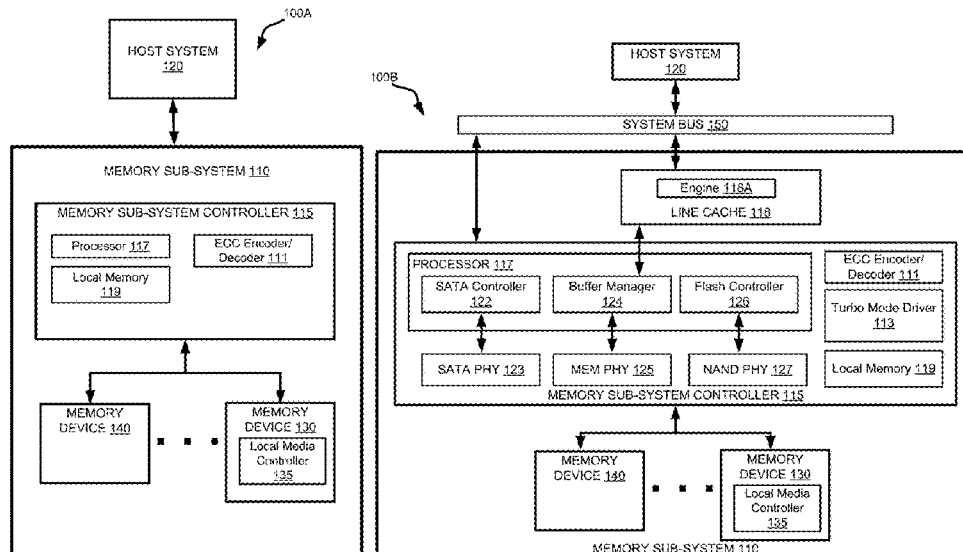 100A
HOST SYSTEM
120
MEMORY SUB-SYSTEM 110
MEMORY SUB-SYSTEM CONTROLLER 115
Processor 117
ECC Encoder/
Decoder 111
Local Memory
119
MEMORY
DEVICE 140
MEMORY
DEVICE 130
Local Media
Controller
135
100B
HOST SYSTEM
120
SYSTEM BUS 150
Engine 118A
LINE CACHE 118
PROCESSOR 117
SATA Controller
122
Buffer Manager
124
Flash Controller
126
ECC Encoder/
Decoder 111
Turbo Mode Driver
113
SATA PHY 123
MEM PHY 125
NAND PHY 127
Local Memory 119
MEMORY SUB-SYSTEM CONTROLLER 115
MEMORY
DEVICE 140
MEMORY
DEVICE 130
Local Media
Controller
135
MEMORY SUB-SYSTEM 110